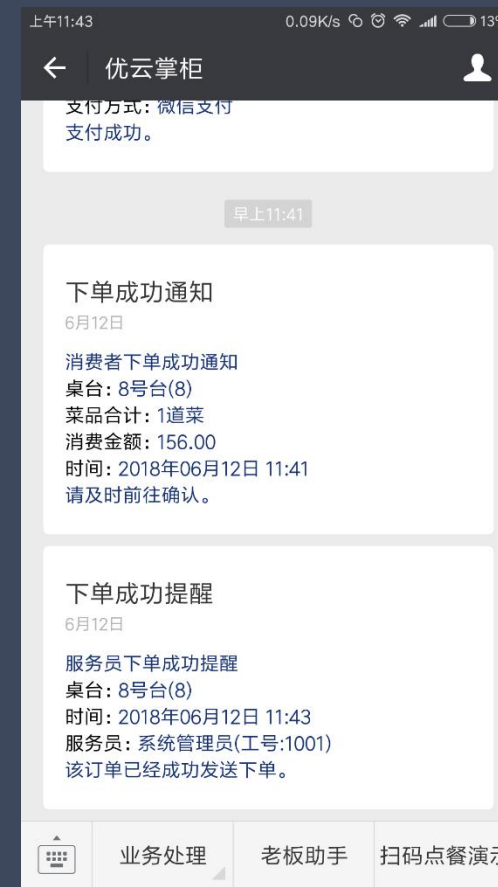 上午11:43 0.09K/s 13%
优云掌柜
支付方式: 微信支付
支付成功。
早上11:41
下单成功通知
6月12日
消费者下单成功通知
桌台: 8号台(8)
菜品合计: 1道菜
消费金额: 156.00
时间: 2018年06月12日 11:41
请及时前往确认。
下单成功提醒
6月12日
服务员下单成功提醒
桌台: 8号台(8)
时间: 2018年06月12日 11:43
服务员: 系统管理员(工号:1001)
该订单已经成功发送下单。
业务处理 老板助手 扫码点餐演示